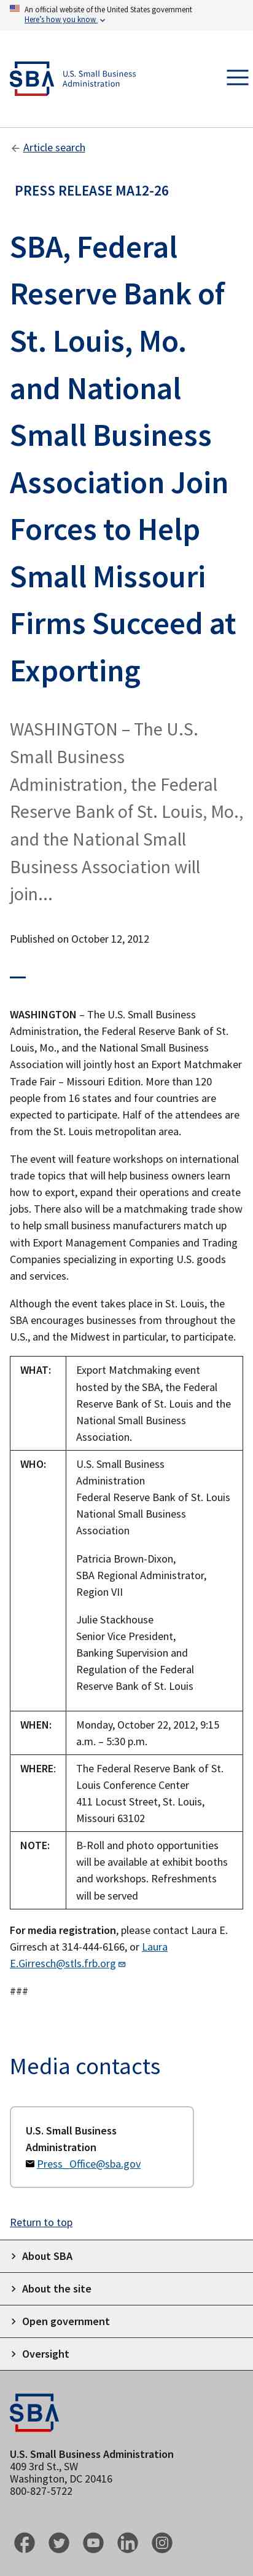 An official website of the United States government
Here's how you know
SBA
U.S. Small Business
Administration
Article search
PRESS RELEASE MA12-26
SBA, Federal
Reserve Bank of
St. Louis, Mo.
and National
Small Business
Association Join
Forces to Help
Small Missouri
Firms Succeed at
Exporting
WASHINGTON – The U.S.
Small Business
Administration, the Federal
Reserve Bank of St. Louis, Mo.,
and the National Small
Business Association will
join...
Published on October 12, 2012
WASHINGTON – The U.S. Small Business
Administration, the Federal Reserve Bank of St.
Louis, Mo., and the National Small Business
Association will jointly host an Export Matchmaker
Trade Fair – Missouri Edition. More than 120
people from 16 states and four countries are
expected to participate. Half of the attendees are
from the St. Louis metropolitan area.
The event will feature workshops on international
trade topics that will help business owners learn
how to export, expand their operations and create
jobs. There also will be a matchmaking trade show
to help small business manufacturers match up
with Export Management Companies and Trading
Companies specializing in exporting U.S. goods
and services.
Although the event takes place in St. Louis, the
SBA encourages businesses from throughout the
U.S., and the Midwest in particular, to participate.
WHAT:
Export Matchmaking event
hosted by the SBA, the Federal
Reserve Bank of St. Louis and the
National Small Business
Association.
WHO:
U.S. Small Business
Administration
Federal Reserve Bank of St. Louis
National Small Business
Association
Patricia Brown-Dixon,
SBA Regional Administrator,
Region VII
Julie Stackhouse
Senior Vice President,
Banking Supervision and
Regulation of the Federal
Reserve Bank of St. Louis
WHEN:
Monday, October 22, 2012, 9:15
a.m. – 5:30 p.m.
WHERE:
The Federal Reserve Bank of St.
Louis Conference Center
411 Locust Street, St. Louis,
Missouri 63102
NOTE:
B-Roll and photo opportunities
will be available at exhibit booths
and workshops. Refreshments
will be served
For media registration, please contact Laura E.
Girresch at 314-444-6166, or Laura
E.Girresch@stls.frb.org
###
Media contacts
U.S. Small Business
Administration
Press_Office@sba.gov
Return to top
About SBA
About the site
Open government
Oversight
SBA
U.S. Small Business Administration
409 3rd St., SW
Washington, DC 20416
800-827-5722